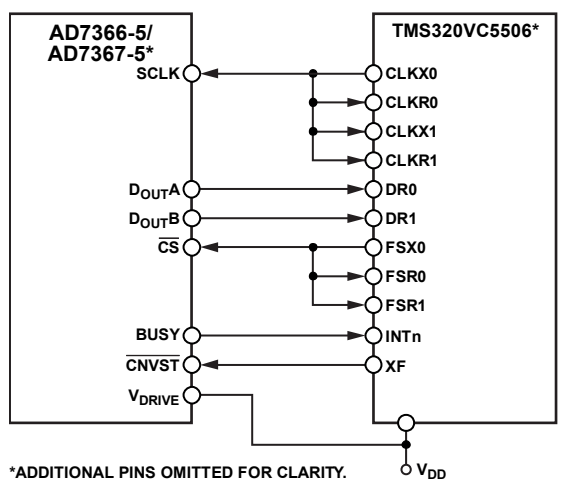 AD7366-5/
AD7367-5*
TMS320VC5506*
SCLK
CLKX0
CLKR0
CLKX1
CLKR1
DOUTA
DR0
DOUTB
DR1
CS
FSX0
FSR0
FSR1
BUSY
INTn
CNVST
XF
VDRIVE
*ADDITIONAL PINS OMITTED FOR CLARITY.
VDD